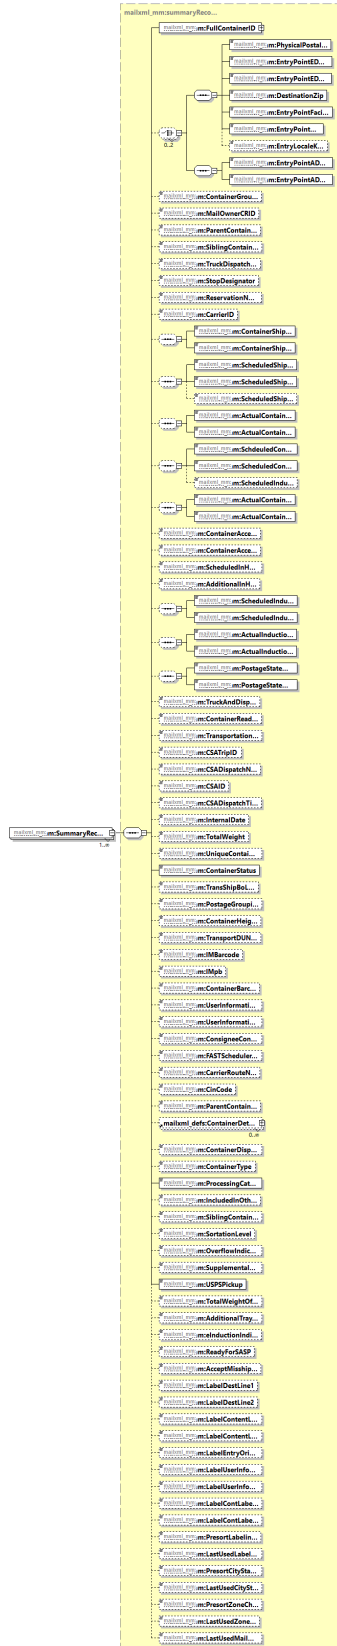 mailxml_mm:summaryReco...
mailxml_mm:m:FullContainerID
mailxml_mm:m:PhysicalPostal...
mailxml_mm:m:EntryPointED...
mailxml_mm:m:EntryPointED...
mailxml_mm:m:DestinationZip
mailxml_mm:m:EntryPointFaci...
mailxml_mm:m:EntryPoint...
mailxml_mm:m:EntryLocaleK...
0..2
mailxml_mm:m:EntryPointAD...
mailxml_mm:m:EntryPointAD...
mailxml_mm:m:ContainerGrou...
mailxml_mm:m:MailOwnerCRID
mailxml_mm:m:ParentContain...
mailxml_mm:m:SiblingContain...
mailxml_mm:m:TruckDispatch...
mailxml_mm:m:StopDesignator
mailxml_mm:m:ReservationN...
mailxml_mm:m:CarrierID
mailxml_mm:m:ContainerShip...
mailxml_mm:m:ContainerShip...
mailxml_mm:m:ScheduledShip...
mailxml_mm:m:ScheduledShip...
mailxml_mm:m:ScheduledShip...
mailxml_mm:m:ActualContain...
mailxml_mm:m:ActualContain...
mailxml_mm:m:SchdeuledCon...
mailxml_mm:m:ScheduledCon...
mailxml_mm:m:ScheduledIndu...
mailxml_mm:m:ActualContain...
mailxml_mm:m:ActualContain...
mailxml_mm:m:ContainerAcce...
mailxml_mm:m:ContainerAcce...
mailxml_mm:m:ScheduledInH...
mailxml_mm:m:AdditionalInH...
mailxml_mm:m:ScheduledIndu...
mailxml_mm:m:ScheduledIndu...
mailxml_mm:m:ActualInductio...
mailxml_mm:m:ActualInductio...
mailxml_mm:m:PostageState...
mailxml_mm:m:PostageState...
mailxml_mm:m:TruckAndDisp...
mailxml_mm:m:ContainerRead...
mailxml_mm:m:Transportation...
mailxml_mm:m:CSATripID
mailxml_mm:m:CSADispatchN...
mailxml_mm:m:CSAID
mailxml_mm:m:CSADispatchTi...
mailxml_mm:m:InternalDate
mailxml_mm:m:SummaryRec...
1..∞
mailxml_mm:m:TotalWeight
mailxml_mm:m:UniqueContai...
mailxml_mm:m:ContainerStatus
mailxml_mm:m:TransShipBoL...
mailxml_mm:m:PostageGroupi...
mailxml_mm:m:ContainerHeig...
mailxml_mm:m:TransportDUN...
mailxml_mm:m:IMBarcode
mailxml_mm:m:IMpb
mailxml_mm:m:ContainerBarc...
mailxml_mm:m:UserInformati...
mailxml_mm:m:UserInformati...
mailxml_mm:m:ConsigneeCon...
mailxml_mm:m:FASTScheduler...
mailxml_mm:m:CarrierRouteN...
mailxml_mm:m:CinCode
mailxml_mm:m:ParentContain...
mailxml_defs:ContainerDet...
0..∞
mailxml_mm:m:ContainerDisp...
mailxml_mm:m:ContainerType
mailxml_mm:m:ProcessingCat...
mailxml_mm:m:IncludedInOth...
mailxml_mm:m:SiblingContain...
mailxml_mm:m:SortationLevel
mailxml_mm:m:OverflowIndic...
mailxml_mm:m:Supplemental...
mailxml_mm:m:USPSPickup
mailxml_mm:m:TotalWeightOf...
mailxml_mm:m:AdditionalTray...
mailxml_mm:m:eInductionIndi...
mailxml_mm:m:ReadyForSASP
mailxml_mm:m:AcceptMisship...
mailxml_mm:m:LabelDestLine1
mailxml_mm:m:LabelDestLine2
mailxml_mm:m:LabelContentL...
mailxml_mm:m:LabelContentL...
mailxml_mm:m:LabelEntryOri...
mailxml_mm:m:LabelUserInfo...
mailxml_mm:m:LabelUserInfo...
mailxml_mm:m:LabelContLabe...
mailxml_mm:m:LabelContLabe...
mailxml_mm:m:PresortLabelin...
mailxml_mm:m:LastUsedLabel...
mailxml_mm:m:PresortCitySta...
mailxml_mm:m:LastUsedCitySt...
mailxml_mm:m:PresortZoneCh...
mailxml_mm:m:LastUsedZone...
mailxml_mm:m:LastUsedMail...